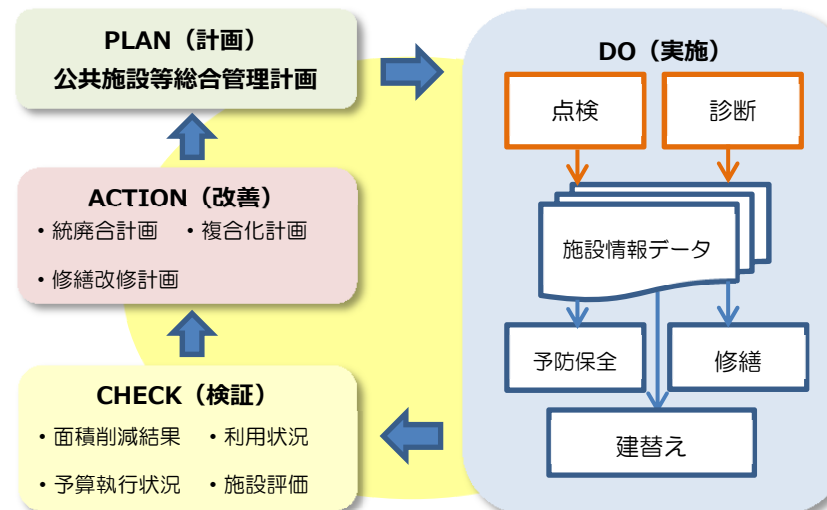 PLAN（計画）
公共施設等総合管理計画
DO（実施）
点検
診断
施設情報データ
予防保全
修繕
建替え
ACTION（改善）
・統廃合計画　・複合化計画
・修繕改修計画
CHECK（検証）
・面積削減結果　・利用状況
・予算執行状況　・施設評価